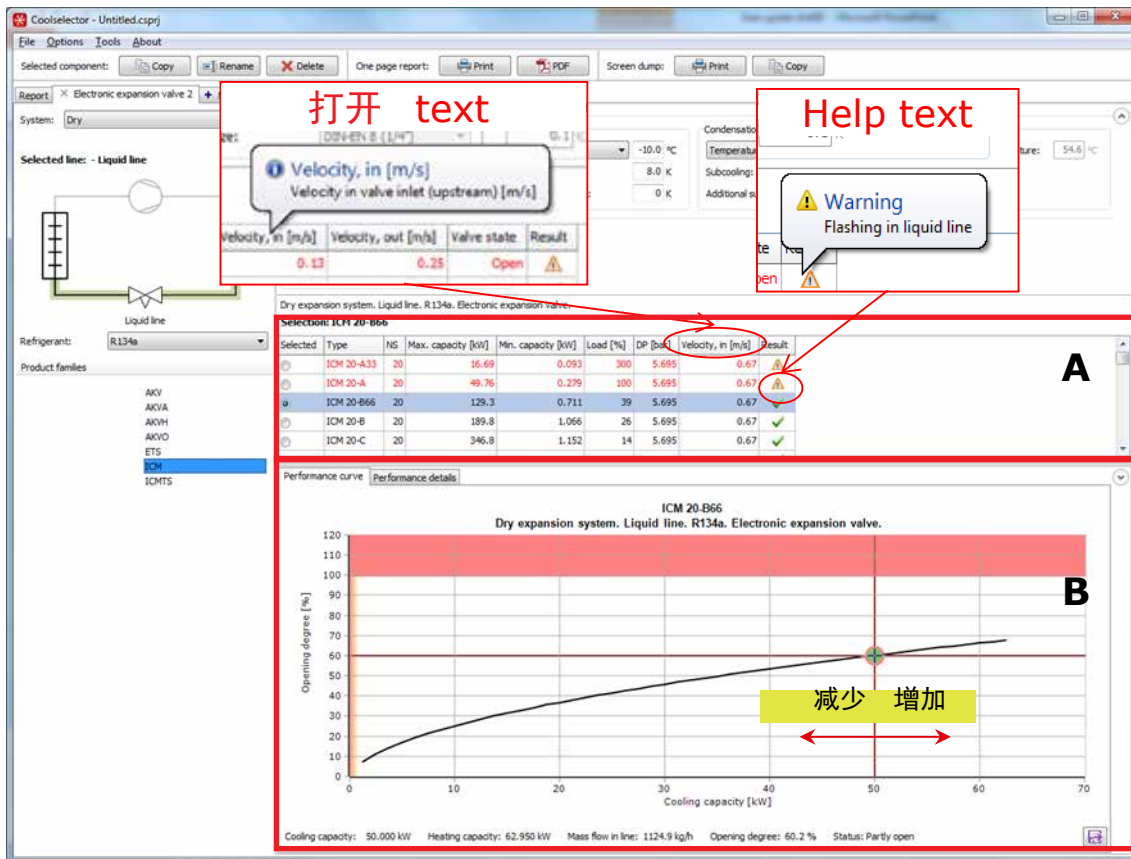 Coolselector - Untitled.csprj
File Options Tools About
Selected component: Copy Rename Delete One page report: Print PDF Screen dump: Print Copy
Report Electronic expansion valve 2
System: Dry
Selected line: - Liquid line
Liquid line
Refrigerant: R134a
Product families
AKV
AKVA
AKVH
AKVO
ETS
ICM
ICMTS
打开 text
DIN-EN 8 (1/4")
Velocity, in [m/s]
Velocity in valve inlet (upstream) [m/s]
Velocity, in [m/s] Velocity, out [m/s] Valve state Result
0.13 0.25 Open
-10.0 °C
8.0 K
0 K
Subcooling:
54.6 °C
Help text
Warning
Flashing in liquid line
Dry expansion system. Liquid line. R134a. Electronic expansion valve.
Selection: ICM 20-B66
Selected Type NS Max. capacity [kW] Min. capacity [kW] Load [%] DP [bar] Velocity, in [m/s] Result
ICM 20-A33 20 16.69 0.093 300 5.695 0.67
ICM 20-A 20 49.76 0.279 100 5.695 0.67
ICM 20-B66 20 129.3 0.711 39 5.695 0.67
ICM 20-B 20 189.8 1.066 26 5.695 0.67
ICM 20-C 20 346.8 1.152 14 5.695 0.67
A
Performance curve Performance details
ICM 20-B66
Dry expansion system. Liquid line. R134a. Electronic expansion valve.
Opening degree [%]
120
110
100
90
80
70
60
50
40
30
20
10
0
B
减少 增加
0 10 20 30 40 50 60 70
Cooling capacity [kW]
Cooling capacity: 50.000 kW Heating capacity: 62.950 kW Mass flow in line: 1124.9 kg/h Opening degree: 60.2 % Status: Partly open